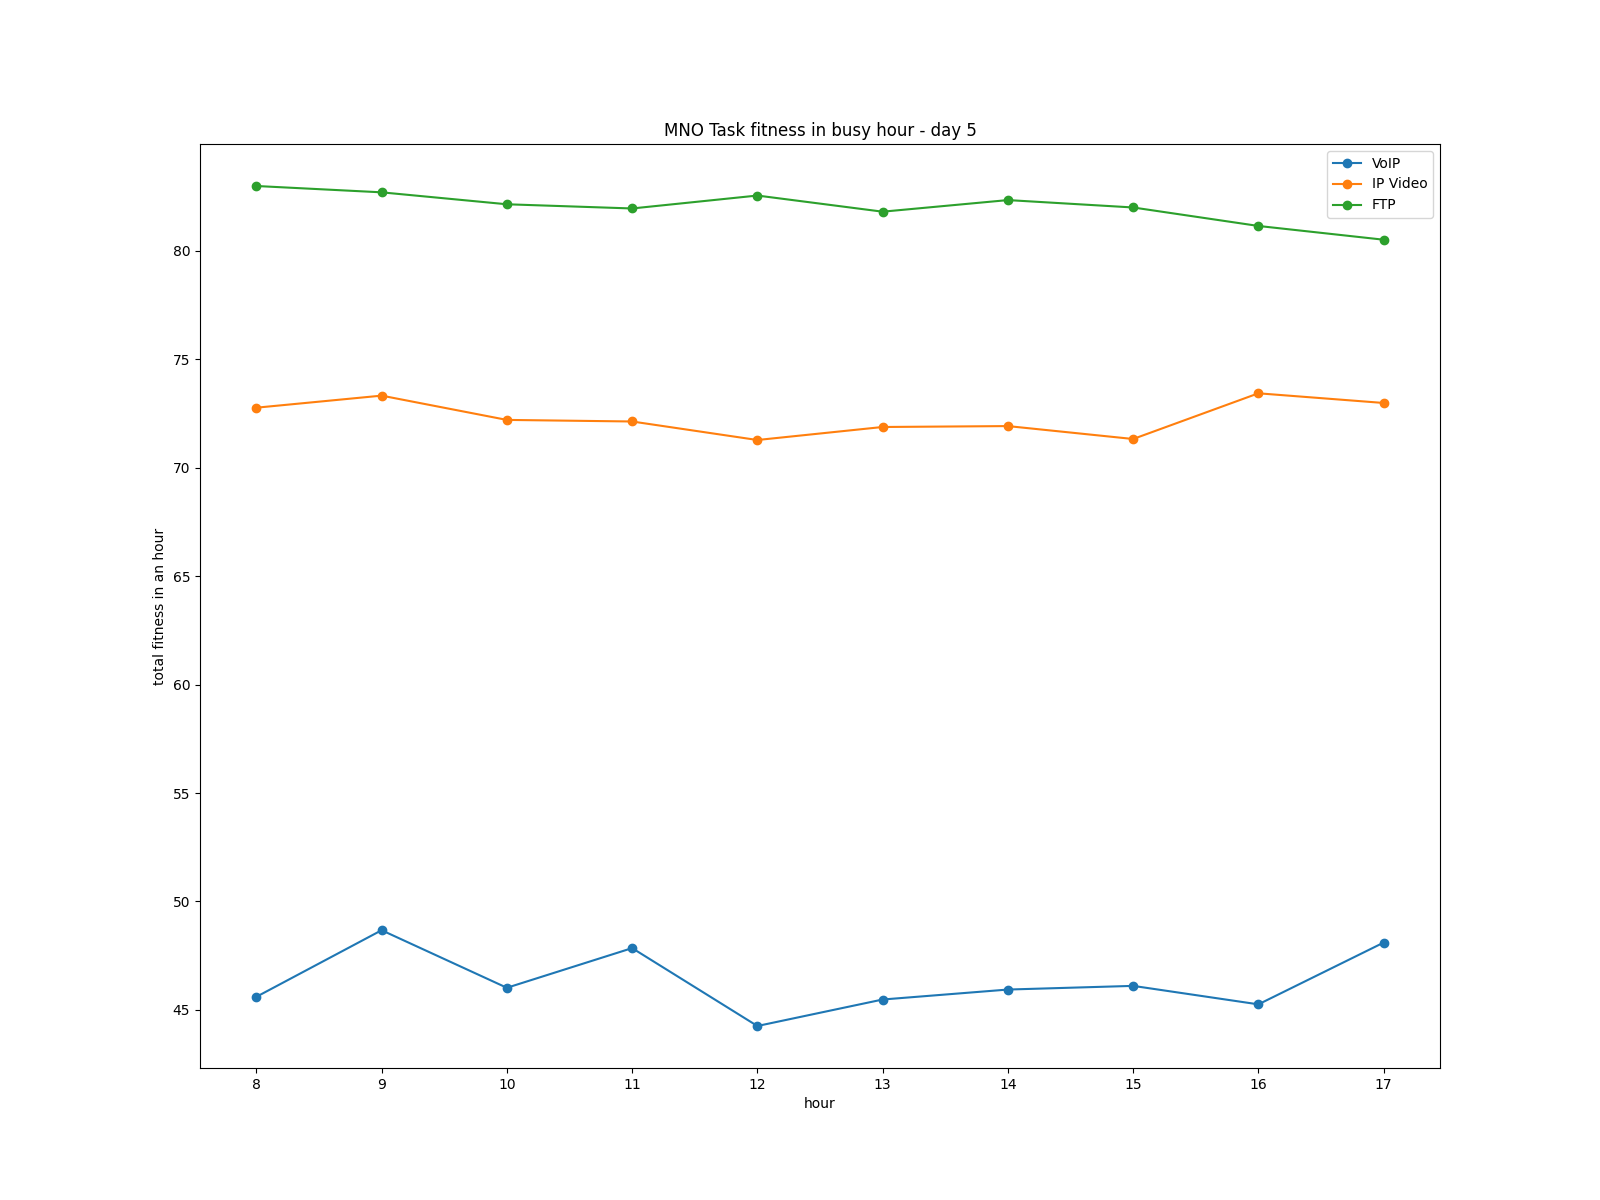 MNO Task fitness in busy hour - day 5
VoIP
IP Video
FTP
80
75
70
65
60
55
50
45
total fitness in an hour
8 9 10 11 12 13 14 15 16 17
hour